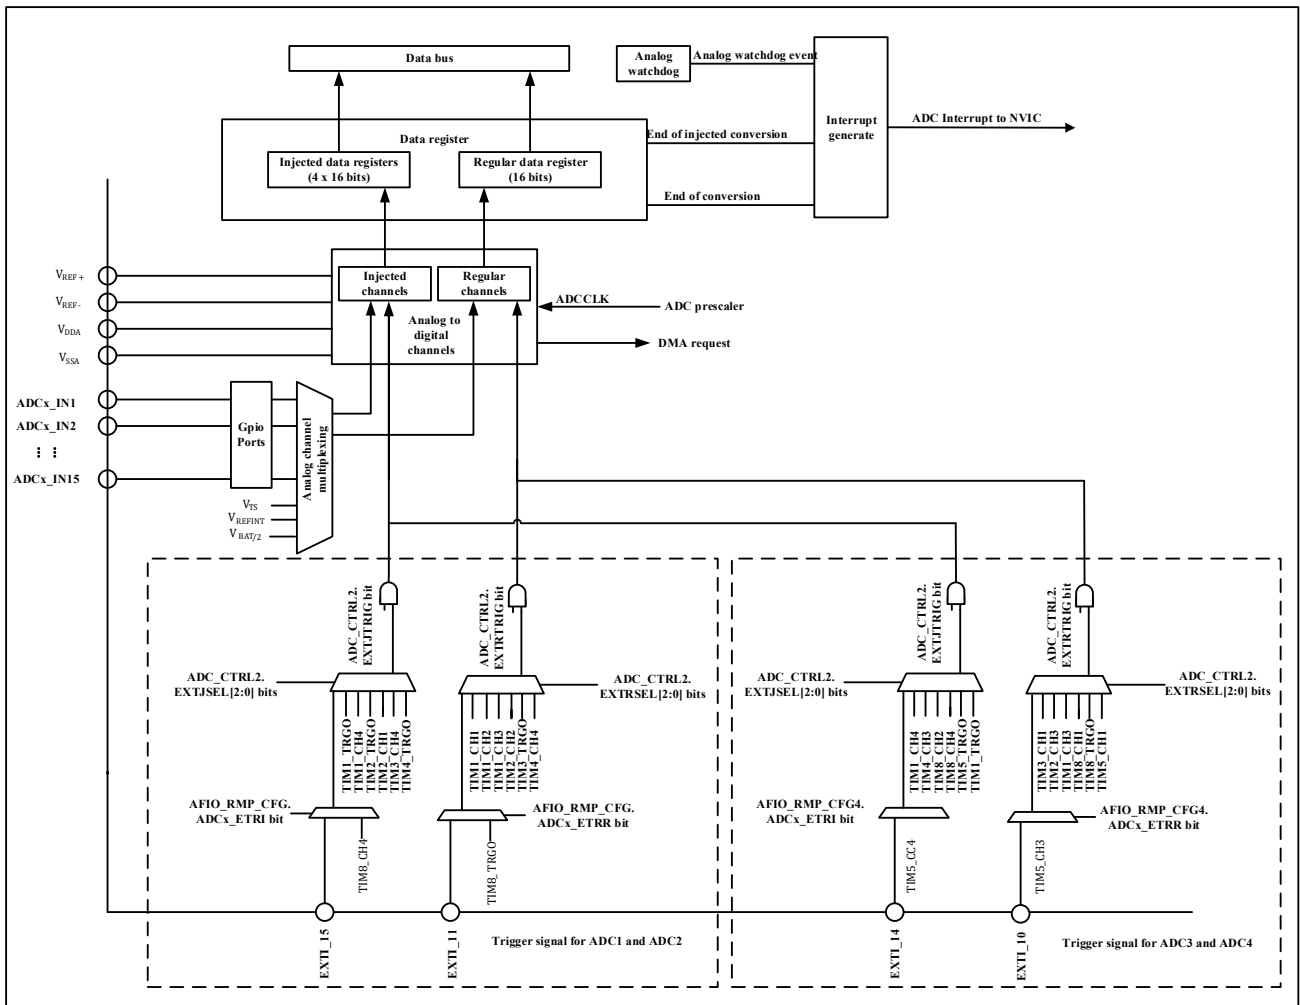 Data bus
Analog
watchdog
Analog watchdog event
Interrupt
generate
ADC Interrupt to NVIC
Data register
End of injected conversion
Injected data registers
(4 x 16 bits)
Regular data register
(16 bits)
End of conversion
VREF+
VREF-
VDDA
VSSA
Injected
channels
Regular
channels
Analog to
digital
channels
ADCCLK
ADC prescaler
DMA request
ADCx_IN1
ADCx_IN2
ADCx_IN15
Gpio
Ports
Analog channel
multiplexing
VTS
VREFINT
VBAT/2
ADC_CTRL2.
EXTJTRIG bit
ADC_CTRL2.
EXTRTRIG bit
ADC_CTRL2.
EXTJTRIG bit
ADC_CTRL2.
EXTRTRIG bit
ADC_CTRL2.
EXTJSEL[2:0] bits
ADC_CTRL2.
EXTRSEL[2:0] bits
ADC_CTRL2.
EXTJSEL[2:0] bits
ADC_CTRL2.
EXTRSEL[2:0] bits
TIM1_TRGO
TIM1_CH4
TIM2_TRGO
TIM2_CH1
TIM3_CH4
TIM4_TRGO
TIM1_CH1
TIM1_CH2
TIM1_CH3
TIM2_CH2
TIM3_TRGO
TIM4_CH4
TIM1_CH4
TIM4_CH3
TIM8_CH2
TIM8_CH4
TIM5_TRGO
TIM1_TRGO
TIM3_CH1
TIM2_CH3
TIM1_CH3
TIM8_CH1
TIM8_TRGO
TIM5_CH1
AFIO_RMP_CFG.
ADCx_ETRI bit
AFIO_RMP_CFG.
ADCx_ETRR bit
AFIO_RMP_CFG4.
ADCx_ETRI bit
AFIO_RMP_CFG4.
ADCx_ETRR bit
TIM8_CH4
TIM8_TRGO
TIM5_CC4
TIM5_CH3
EXTI_15
EXTI_11
Trigger signal for ADC1 and ADC2
EXTI_14
EXTI_10
Trigger signal for ADC3 and ADC4